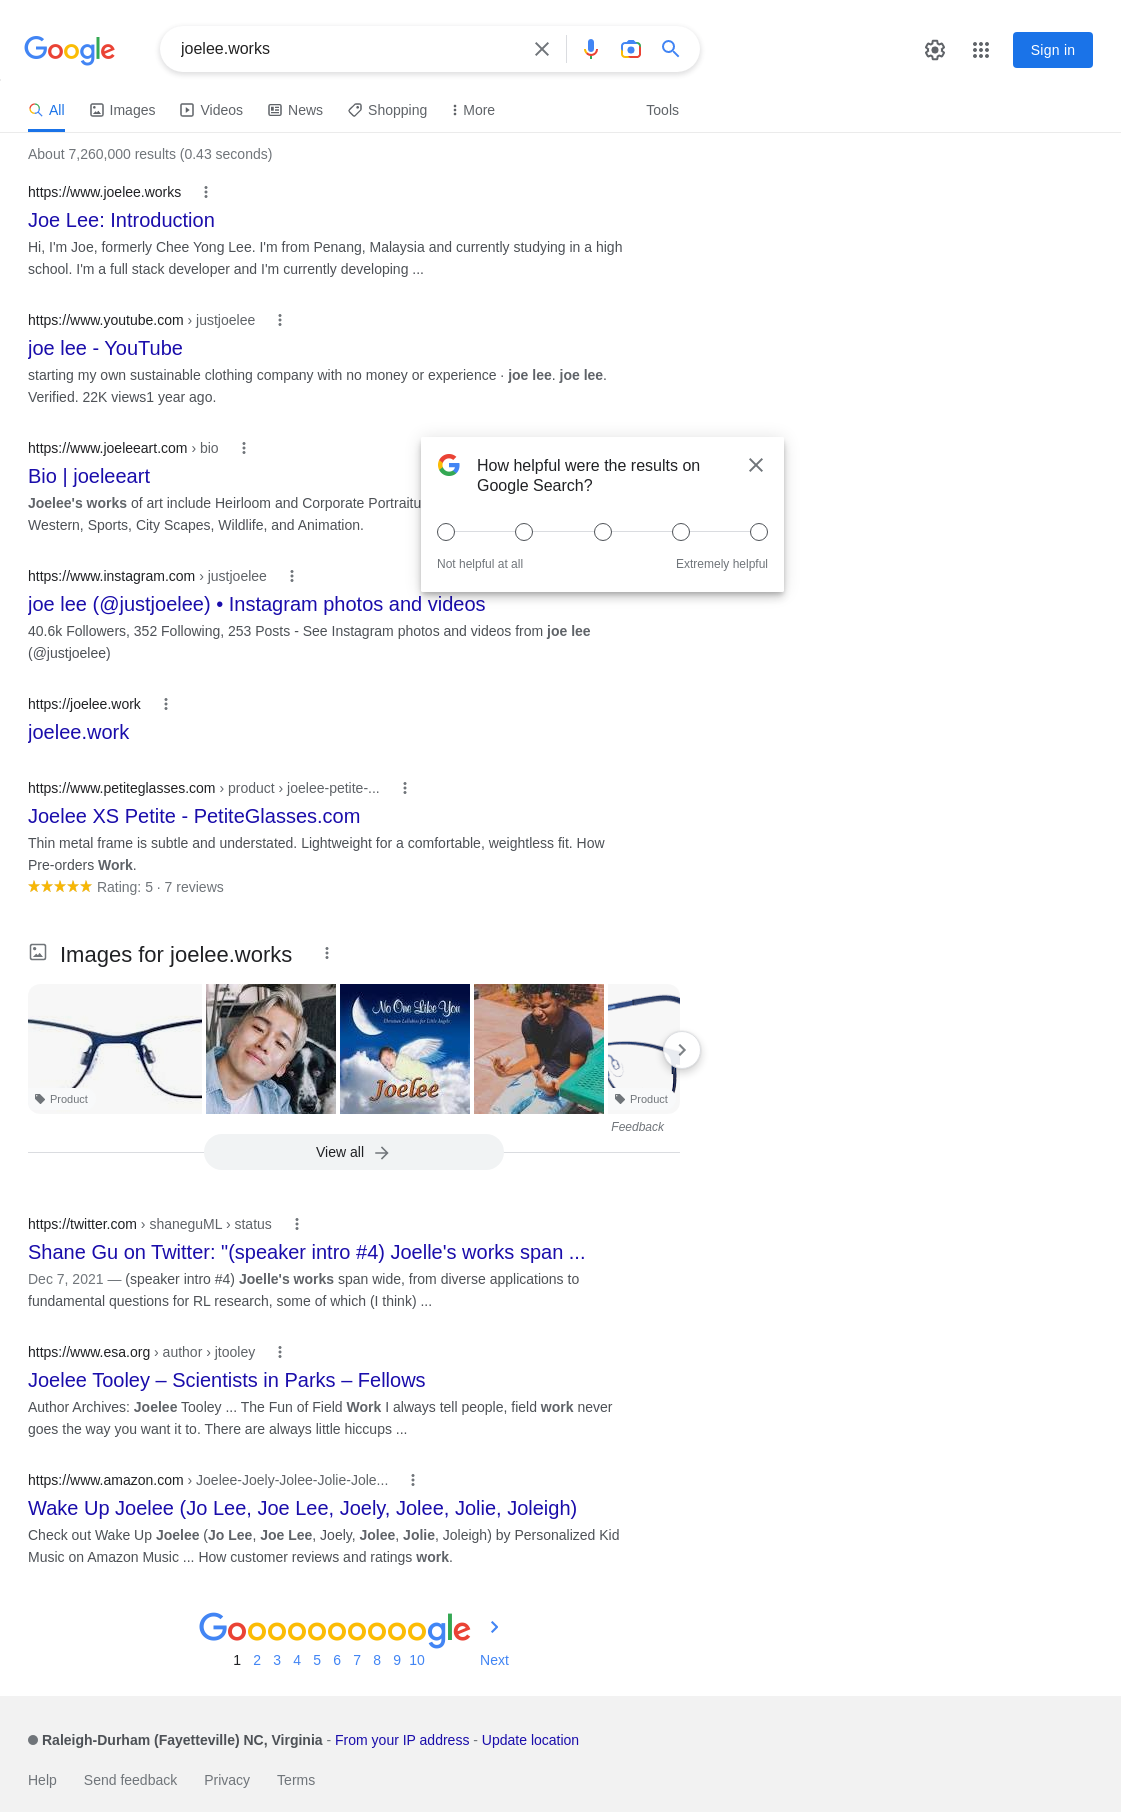 Google
joelee.works
Sign in
All Images Videos News Shopping More Tools
About 7,260,000 results (0.43 seconds)
https://www.joelee.works
Joe Lee: Introduction
Hi, I'm Joe, formerly Chee Yong Lee. I'm from Penang, Malaysia and currently studying in a high
school. I'm a full stack developer and I'm currently developing ...
https://www.youtube.com › justjoelee
joe lee - YouTube
starting my own sustainable clothing company with no money or experience · joe lee. joe lee.
Verified. 22K views1 year ago.
https://www.joeleeart.com › bio
Bio | joeleeart
Joelee's works of art include Heirloom and Corporate Portraitu
Western, Sports, City Scapes, Wildlife, and Animation.
How helpful were the results on
Google Search?
Not helpful at all Extremely helpful
https://www.instagram.com › justjoelee
joe lee (@justjoelee) • Instagram photos and videos
40.6k Followers, 352 Following, 253 Posts - See Instagram photos and videos from joe lee
(@justjoelee)
https://joelee.work
joelee.work
https://www.petiteglasses.com › product › joelee-petite-...
Joelee XS Petite - PetiteGlasses.com
Thin metal frame is subtle and understated. Lightweight for a comfortable, weightless fit. How
Pre-orders Work.
Rating: 5 · 7 reviews
Images for joelee.works
No One Like You
Christian Lullabies for Little Angels
Joelee
Product
Product
Feedback
View all
https://twitter.com › shaneguML › status
Shane Gu on Twitter: "(speaker intro #4) Joelle's works span ...
Dec 7, 2021 — (speaker intro #4) Joelle's works span wide, from diverse applications to
fundamental questions for RL research, some of which (I think) ...
https://www.esa.org › author › jtooley
Joelee Tooley – Scientists in Parks – Fellows
Author Archives: Joelee Tooley ... The Fun of Field Work I always tell people, field work never
goes the way you want it to. There are always little hiccups ...
https://www.amazon.com › Joelee-Joely-Jolee-Jolie-Jole...
Wake Up Joelee (Jo Lee, Joe Lee, Joely, Jolee, Jolie, Joleigh)
Check out Wake Up Joelee (Jo Lee, Joe Lee, Joely, Jolee, Jolie, Joleigh) by Personalized Kid
Music on Amazon Music ... How customer reviews and ratings work.
Goooooooooogle
1 2 3 4 5 6 7 8 9 10 Next
Raleigh-Durham (Fayetteville) NC, Virginia - From your IP address - Update location
Help Send feedback Privacy Terms